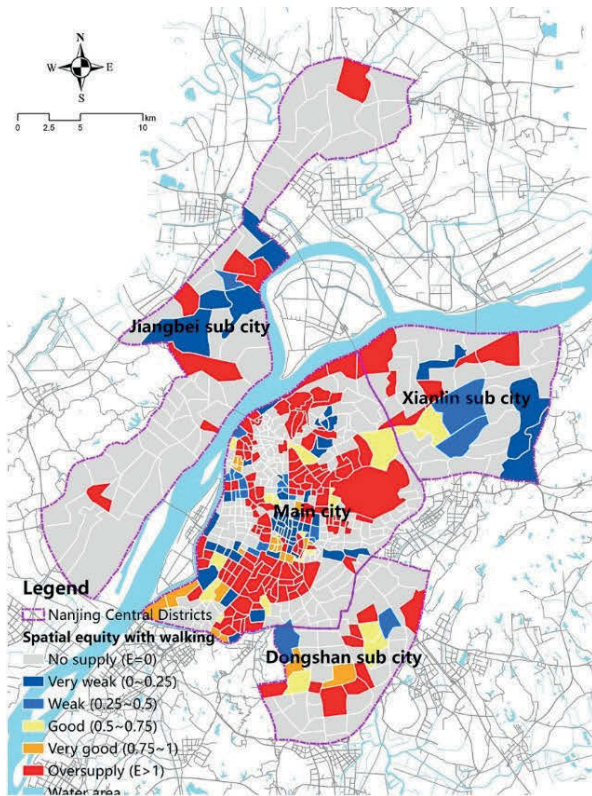 N
W E
S
0 2.5 5 10
km
Jiangbei sub city
Xianlin sub city
Main city
Dongshan sub city
Legend
Nanjing Central Districts
Spatial equity with walking
No supply (E=0)
Very weak (0~0.25)
Weak (0.25~0.5)
Good (0.5~0.75)
Very good (0.75~1)
Oversupply (E>1)
Water area